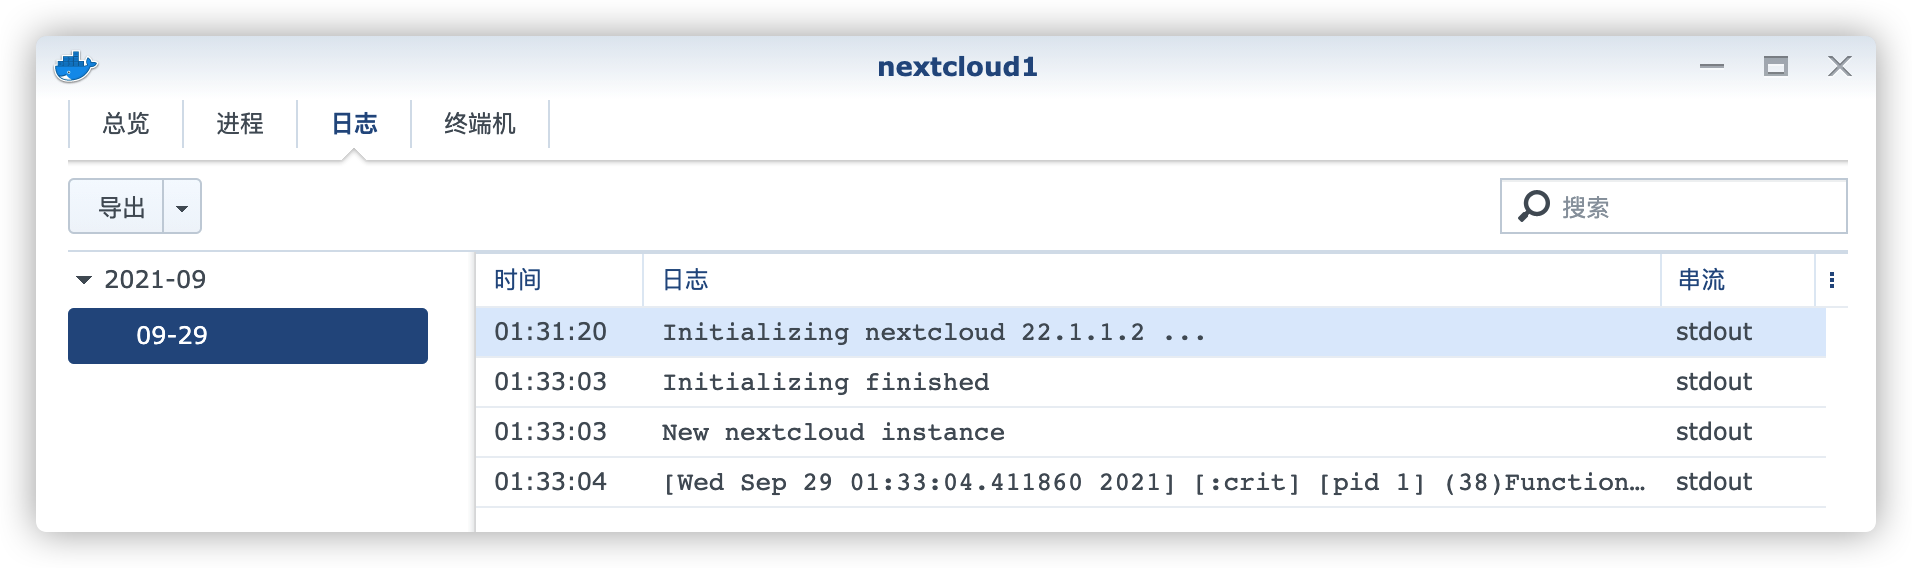 nextcloud1
总览 进程 日志 终端机
导出 搜索
2021-09
09-29
时间 日志 串流
01:31:20 Initializing nextcloud 22.1.1.2 ... stdout
01:33:03 Initializing finished stdout
01:33:03 New nextcloud instance stdout
01:33:04 [Wed Sep 29 01:33:04.411860 2021] [:crit] [pid 1] (38)Function… stdout